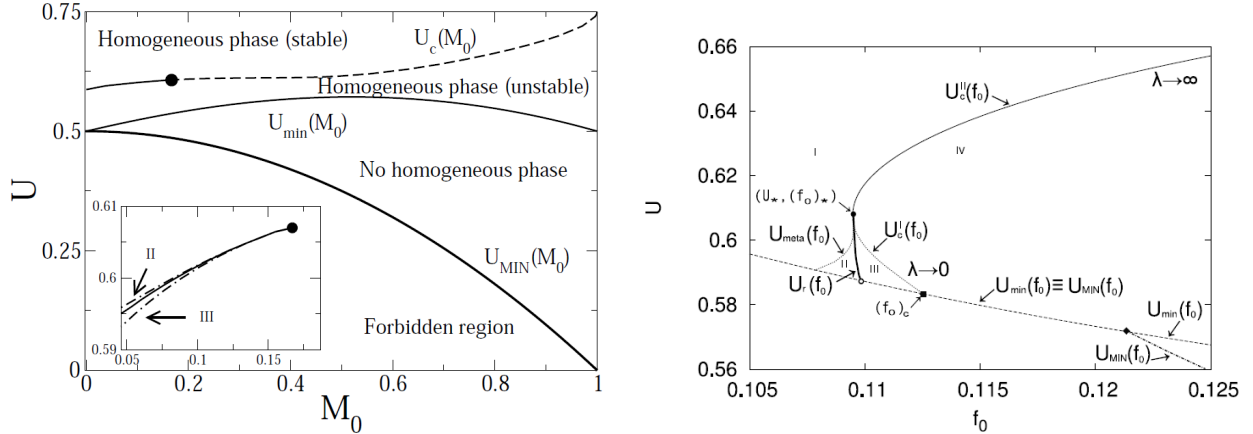 0.75
Homogeneous phase (stable)
U_c(M_0)
Homogeneous phase (unstable)
0.5
U_min(M_0)
No homogeneous phase
U
0.61
II
0.6
III
0.59
0.05
0.1
0.15
0.25
U_MIN(M_0)
Forbidden region
0
0
0.2
0.4
0.6
0.8
1
M_0
0.66
0.64
0.62
0.6
0.58
0.56
U
U_c^II(f_0)
λ→∞
I
IV
(U_*,(f_0)_*)
U_meta(f_0)
U_c^I(f_0)
II
III
λ→0
U_r(f_0)
(f_0)_c
U_min(f_0)≡U_MIN(f_0)
U_min(f_0)
U_MIN(f_0)
0.105
0.11
0.115
0.12
0.125
f_0